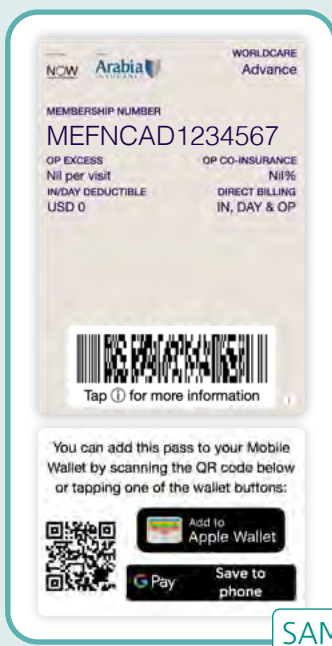 WORLDCARE
NOW Arabia INSURANCE Advance
MEMBERSHIP NUMBER
MEFNCAD1234567
OP EXCESS OP CO-INSURANCE
Nil per visit Nil%
IN/DAY DEDUCTIBLE DIRECT BILLING
USD 0 IN, DAY & OP
Tap ⓘ for more information
You can add this pass to your Mobile
Wallet by scanning the QR code below
or tapping one of the wallet buttons:
Add to
Apple Wallet
G Pay Save to
phone
SAM